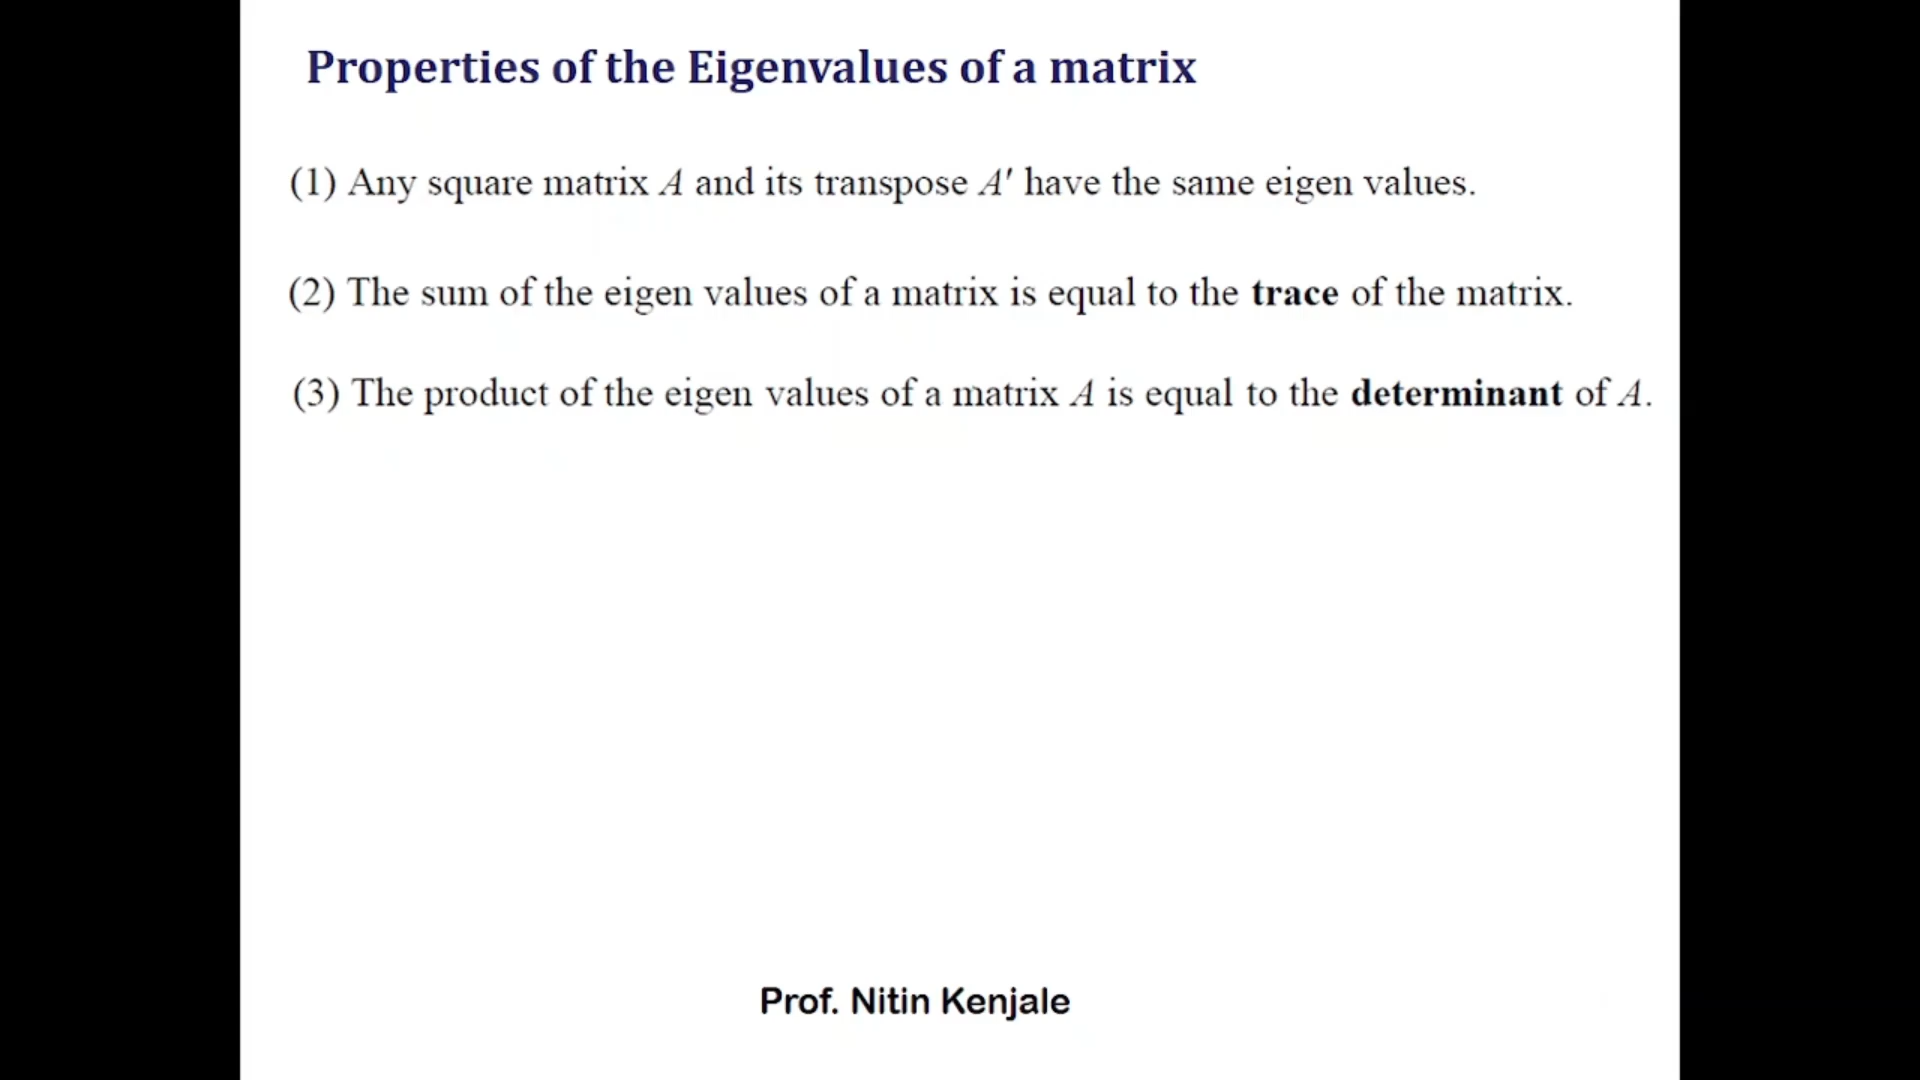 Properties of the Eigenvalues of a matrix
(1) Any square matrix A and its transpose A′ have the same eigen values.
(2) The sum of the eigen values of a matrix is equal to the trace of the matrix.
(3) The product of the eigen values of a matrix A is equal to the determinant of A.
Prof. Nitin Kenjale